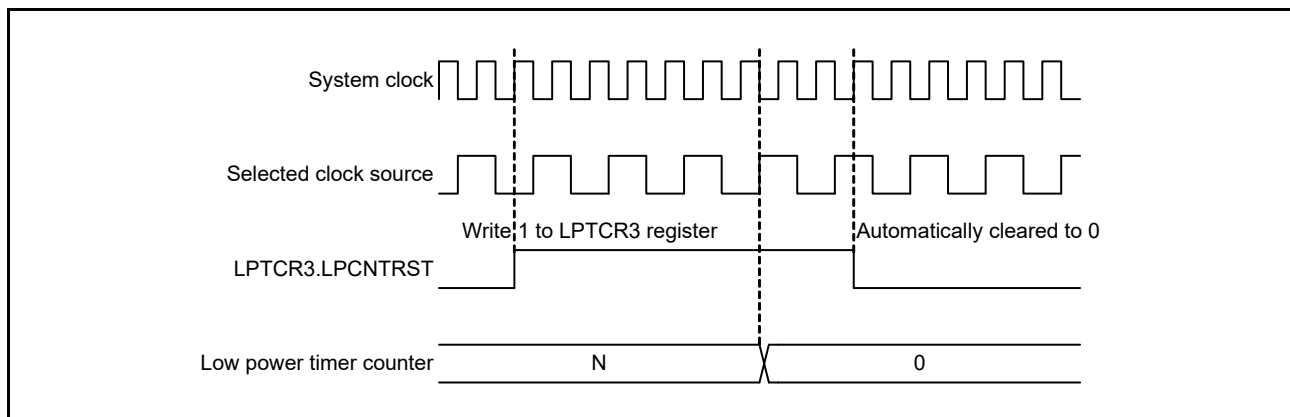 System clock
Selected clock source
Write 1 to LPTCR3 register
Automatically cleared to 0
LPTCR3.LPCNTRST
Low power timer counter
N
0